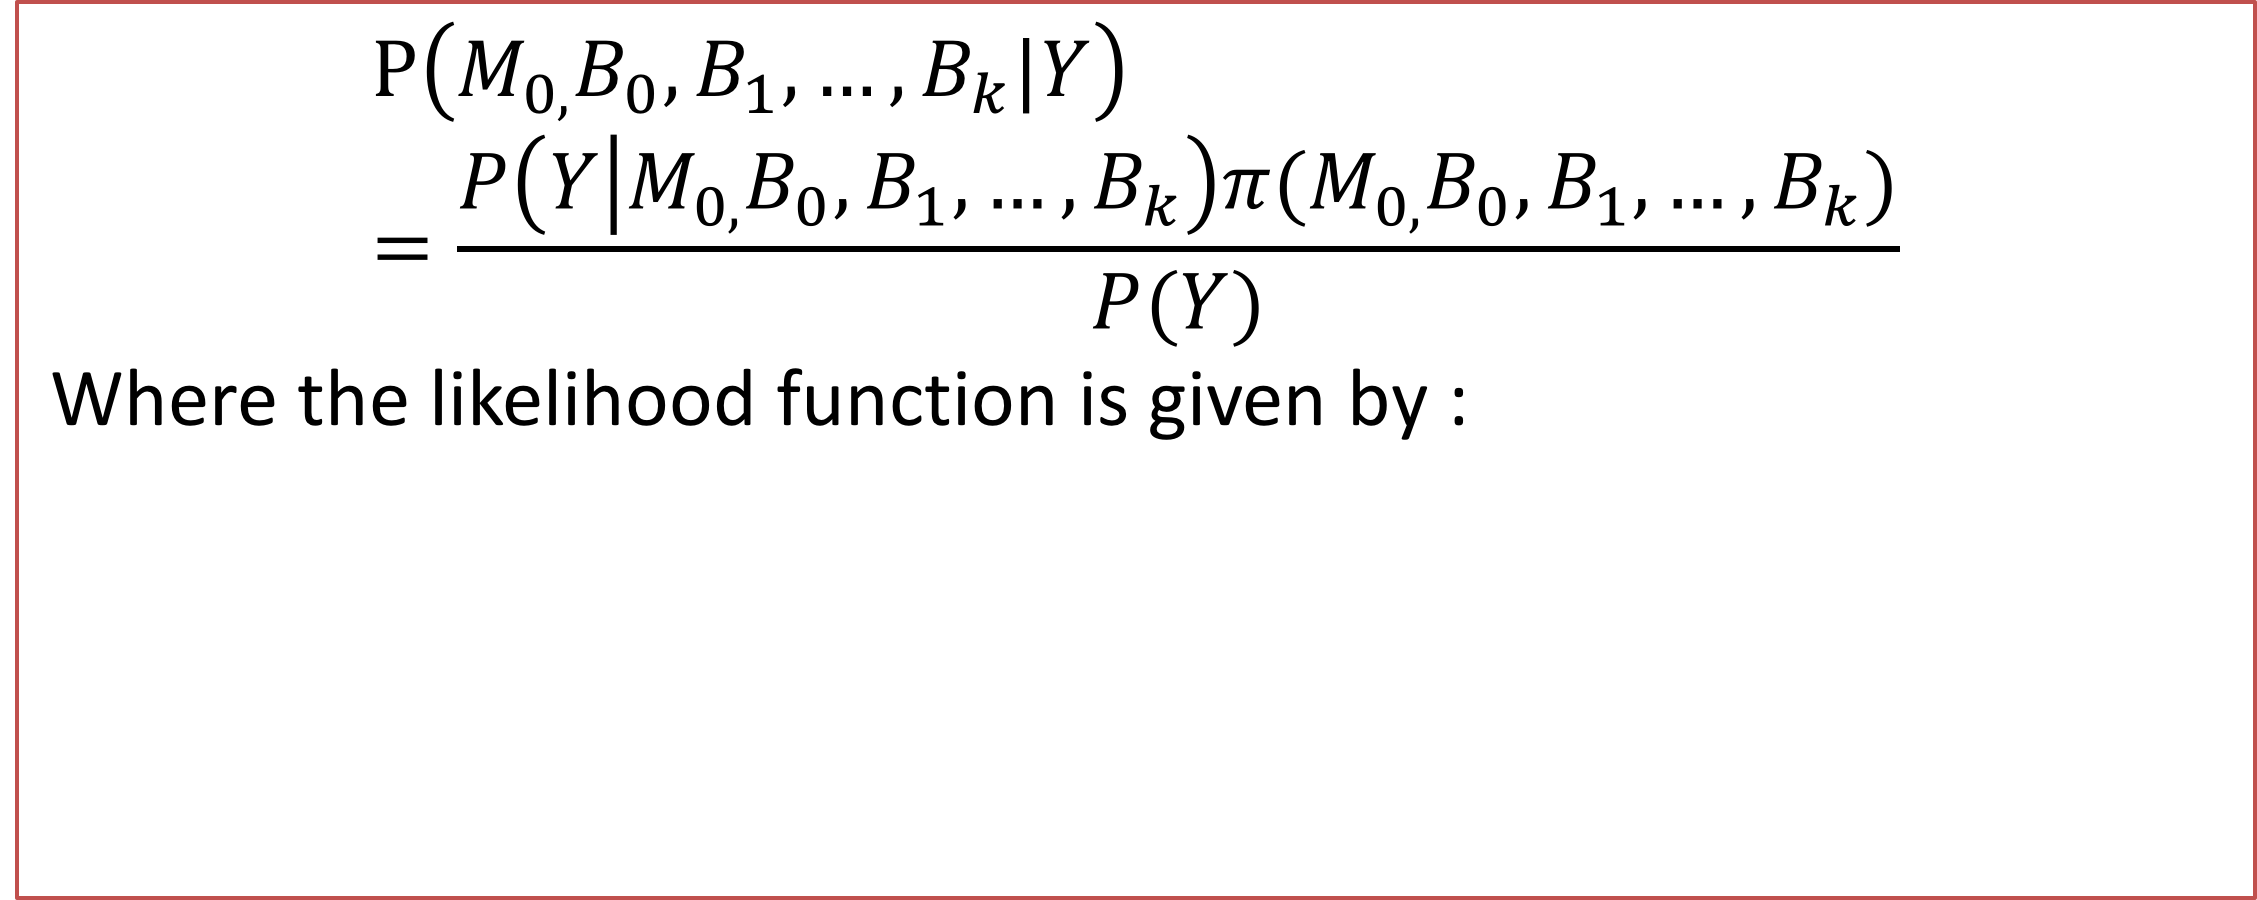 P(M₀,B₀, B₁, … , Bₖ|Y)
= P(Y|M₀,B₀, B₁, … , Bₖ)π(M₀,B₀, B₁, … , Bₖ)
P(Y)
Where the likelihood function is given by :